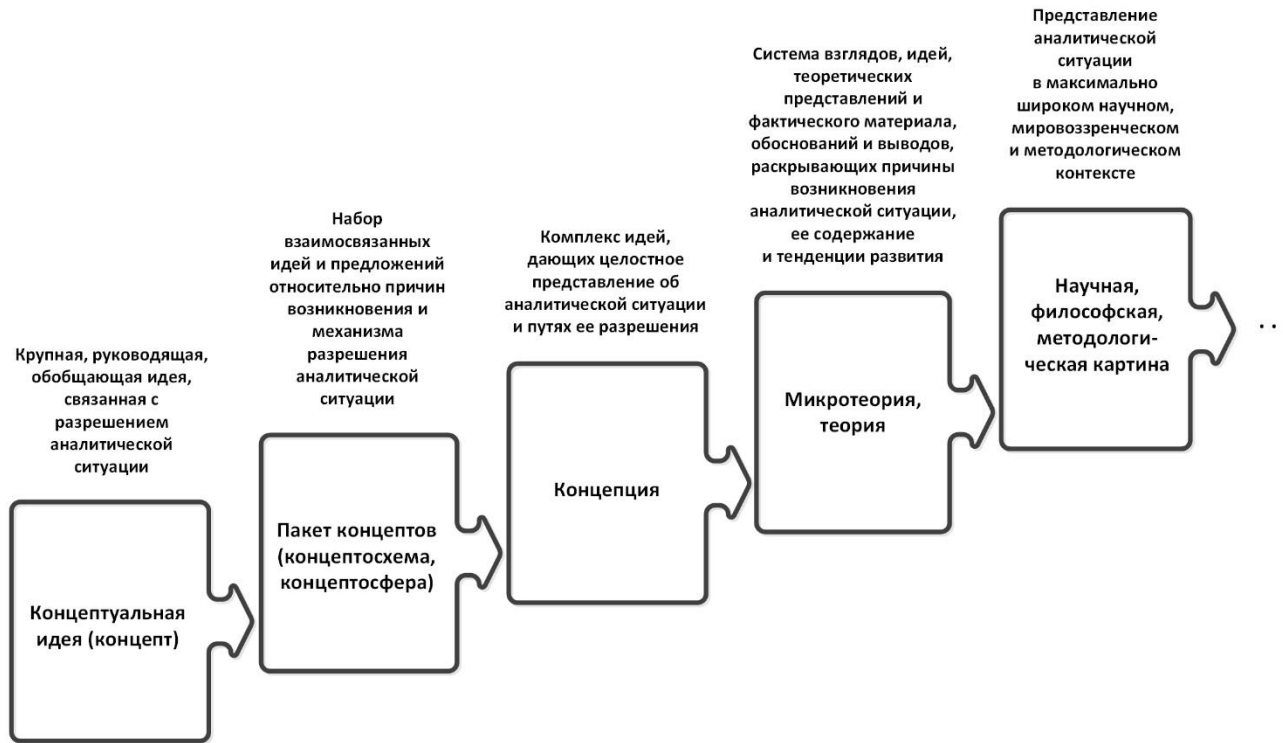 Крупная, руководящая,
обобщающая идея,
связанная с
разрешением
аналитической
ситуации
Концептуальная
идея (концепт)
Набор
взаимосвязанных
идей и предложений
относительно причин
возникновения и
механизма
разрешения
аналитической
ситуации
Пакет концептов
(концептосхема,
концептосфера)
Комплекс идей,
дающих целостное
представление об
аналитической ситуации
и путях ее разрешения
Концепция
Система взглядов, идей,
теоретических
представлений и
фактического материала,
обоснований и выводов,
раскрывающих причины
возникновения
аналитической ситуации,
ее содержание
и тенденции развития
Микротеория,
теория
Представление
аналитической
ситуации
в максимально
широком научном,
мировоззренческом
и методологическом
контексте
Научная,
философская,
методологи-
ческая картина
..